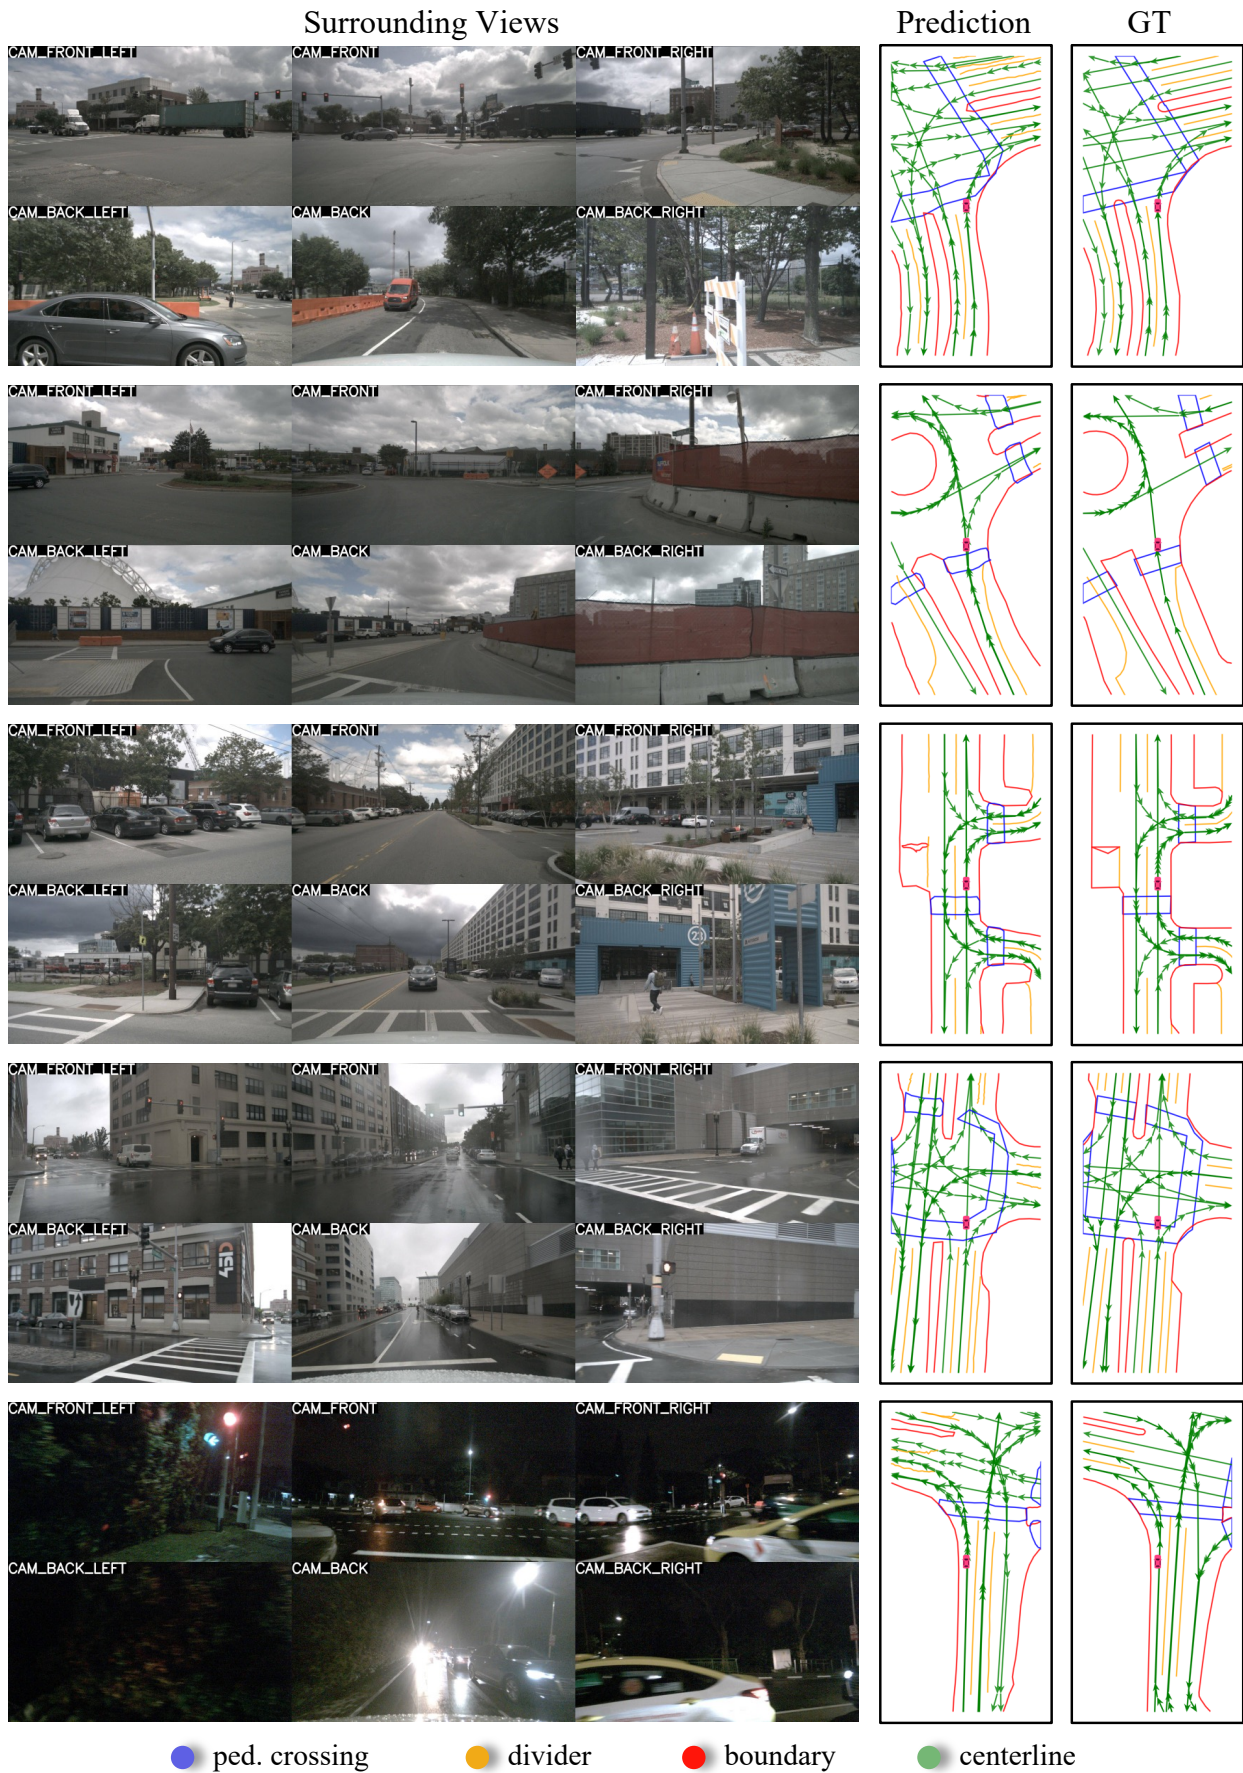 Surrounding Views Prediction GT
CAM_FRONT_LEFT CAM_FRONT CAM_FRONT_RIGHT
CAM_BACK_LEFT CAM_BACK CAM_BACK_RIGHT
CAM_FRONT_LEFT CAM_FRONT CAM_FRONT_RIGHT
CAM_BACK_LEFT CAM_BACK CAM_BACK_RIGHT
CAM_FRONT_LEFT CAM_FRONT CAM_FRONT_RIGHT
CAM_BACK_LEFT CAM_BACK CAM_BACK_RIGHT
21
CAM_FRONT_LEFT CAM_FRONT CAM_FRONT_RIGHT
CAM_BACK_LEFT CAM_BACK CAM_BACK_RIGHT
CAM_FRONT_LEFT CAM_FRONT CAM_FRONT_RIGHT
CAM_BACK_LEFT CAM_BACK CAM_BACK_RIGHT
ped. crossing divider boundary centerline